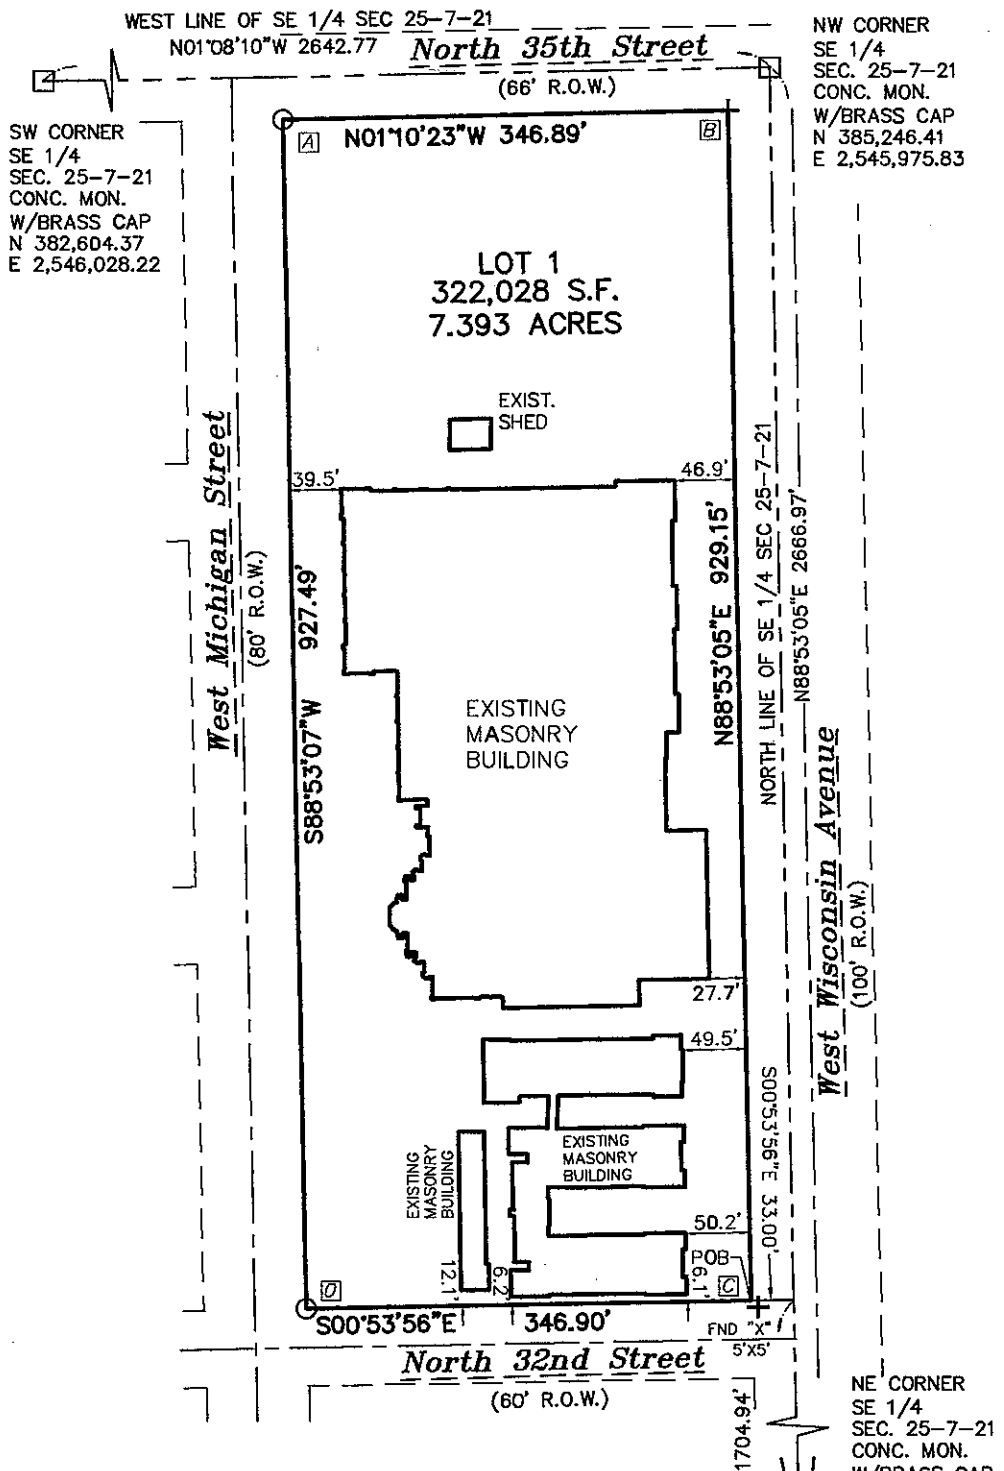 WEST LINE OF SE 1/4 SEC 25-7-21
N01°08'10"W 2642.77
North 35th Street
(66' R.O.W.)
NW CORNER
SE 1/4
SEC. 25-7-21
CONC. MON.
W/BRASS CAP
N 385,246.41
E 2,545,975.83
SW CORNER
SE 1/4
SEC. 25-7-21
CONC. MON.
W/BRASS CAP
N 382,604.37
E 2,546,028.22
A
N01°10'23"W 346.89'
B
LOT 1
322,028 S.F.
7.393 ACRES
EXIST.
SHED
39.5'
46.9'
West Michigan Street
(80' R.O.W.)
S88°53'07"W 927.49'
N88°53'05"E 929.15'
NORTH LINE OF SE 1/4 SEC 25-7-21
N88°53'05"E 2666.97'
EXISTING
MASONRY
BUILDING
West Wisconsin Avenue
(100' R.O.W.)
27.7'
49.5'
S00°53'56"E 33.00'
EXISTING
MASONRY
BUILDING
EXISTING
MASONRY
BUILDING
50.2'
POB
12.1'
6.2'
6.1'
C
D
S00°53'56"E 346.90'
FND "X"
5'X5'
North 32nd Street
(60' R.O.W.)
1704.94'
NE CORNER
SE 1/4
SEC. 25-7-21
CONC. MON.
W/BRASS CAP